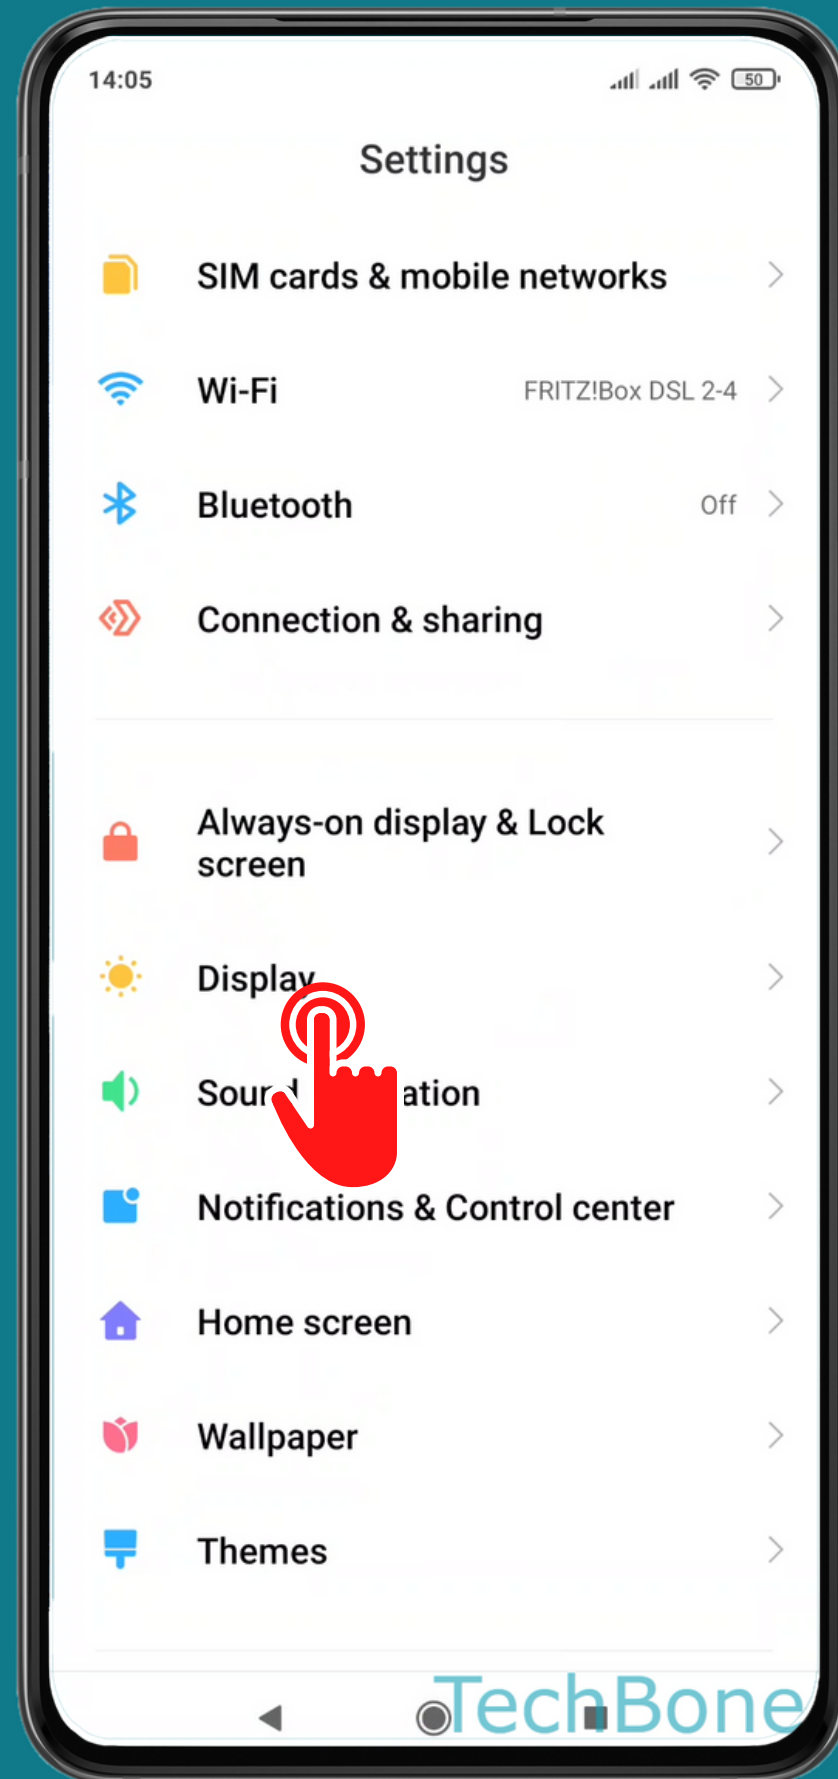 14:05
50
Settings
SIM cards & mobile networks
Wi-Fi FRITZ!Box DSL 2-4
Bluetooth Off
Connection & sharing
Always-on display & Lock
screen
Display
Notifications & Control center
Home screen
Wallpaper
Themes
TechBone